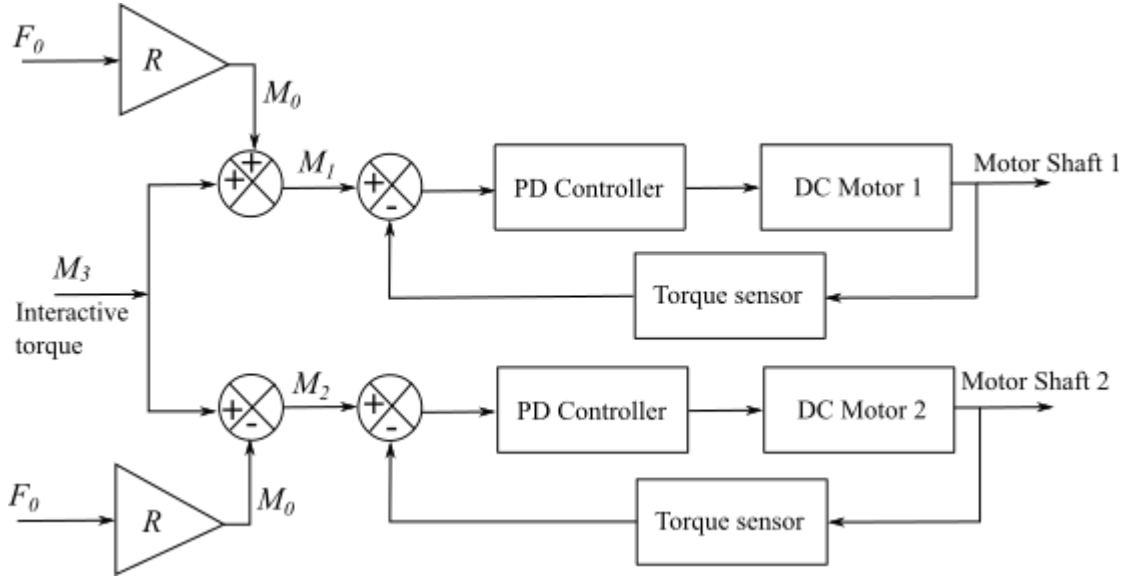 F₀
R
M₀
+
+
M₁
+
-
PD Controller
DC Motor 1
Motor Shaft 1
Torque sensor
M₃
Interactive
torque
+
-
M₂
+
-
PD Controller
DC Motor 2
Motor Shaft 2
Torque sensor
F₀
R
M₀